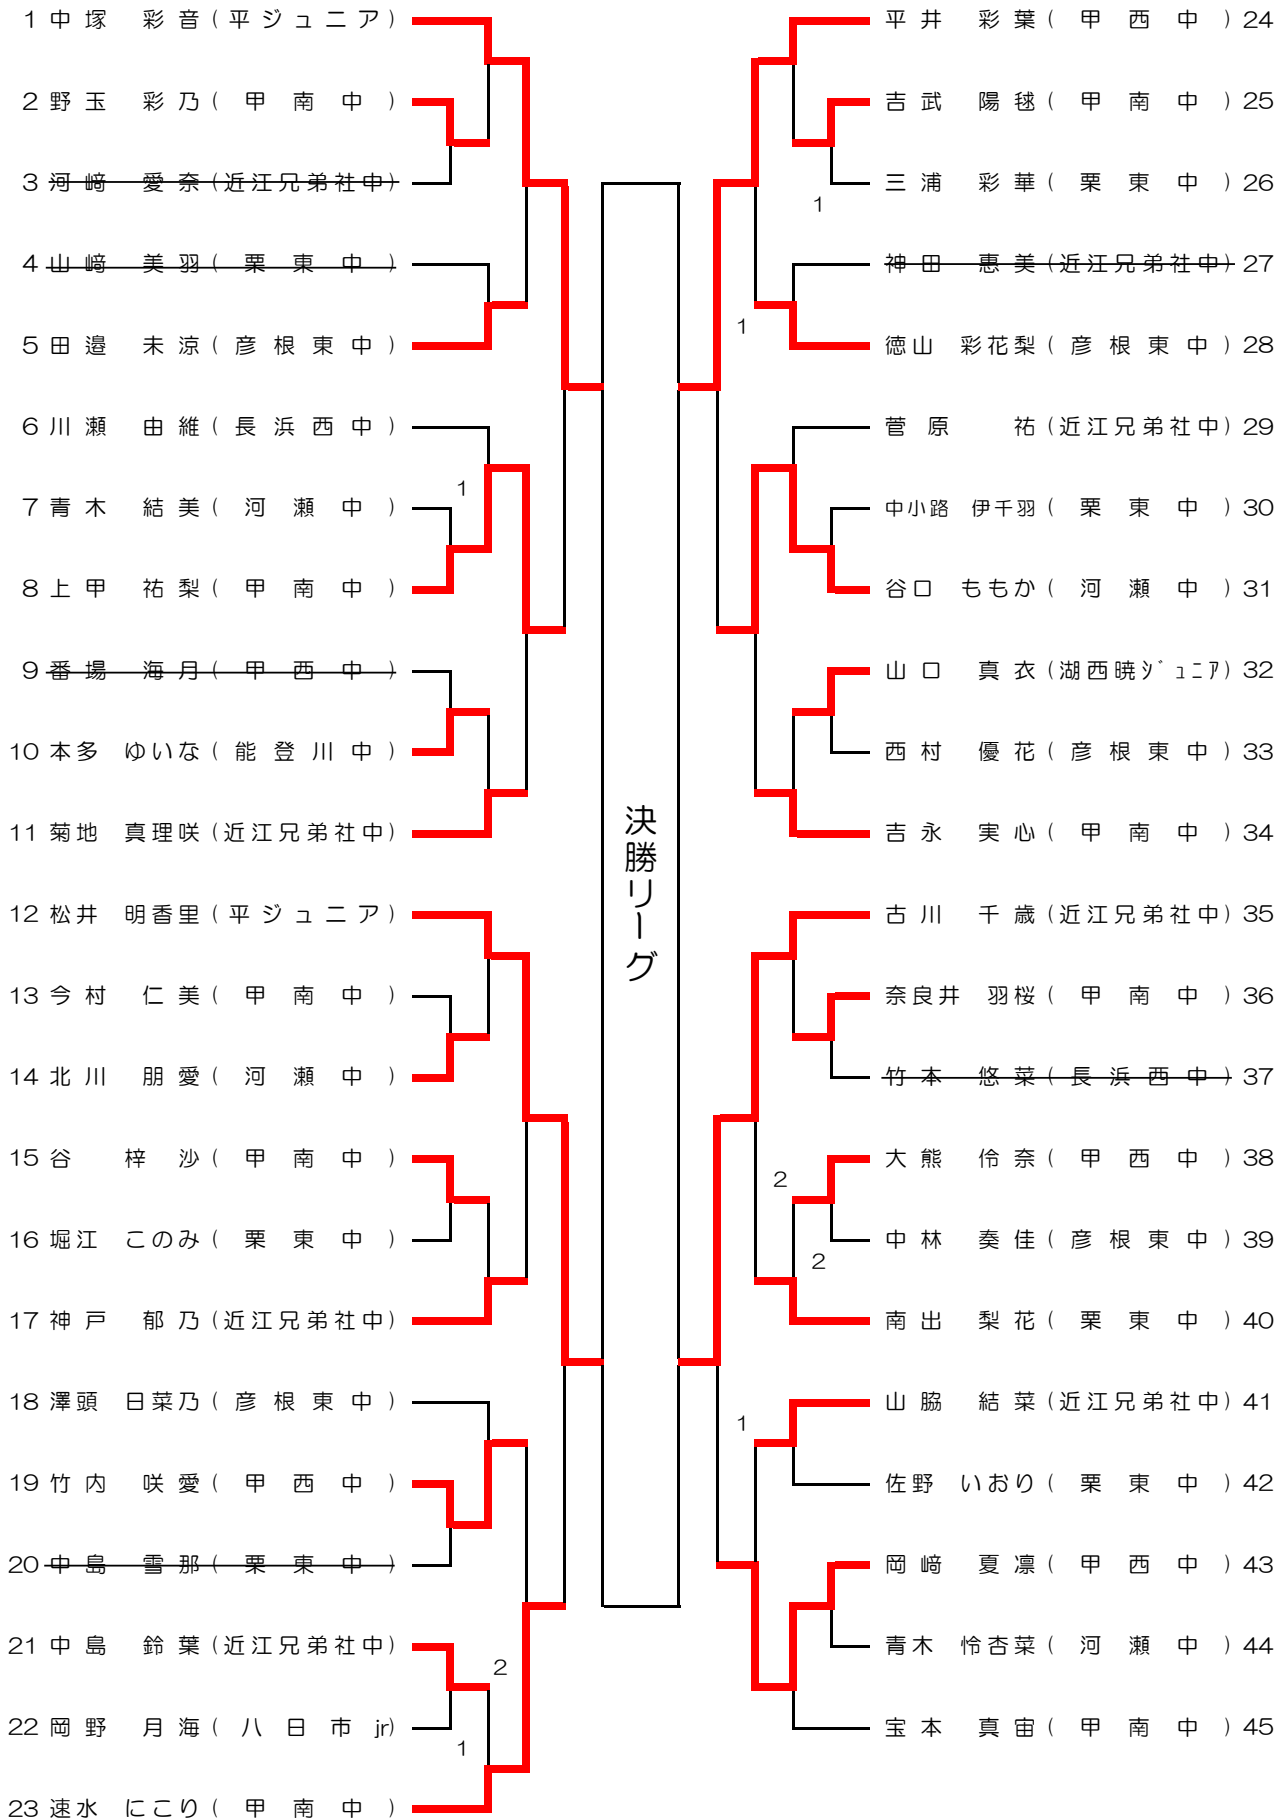 1 中塚 彩音 (平ジュニア)
2 野玉 彩乃 (甲南中)
3 河﨑 愛奈 (近江兄弟社中)
4 山﨑 美羽 (栗東中)
5 田邉 未涼 (彦根東中)
6 川瀬 由維 (長浜西中)
1
7 青木 結美 (河瀬中)
8 上甲 祐梨 (甲南中)
9 番場 海月 (甲西中)
10 本多 ゆいな (能登川中)
11 菊地 真理咲 (近江兄弟社中)
12 松井 明香里 (平ジュニア)
13 今村 仁美 (甲南中)
14 北川 朋愛 (河瀬中)
15 谷 梓沙 (甲南中)
16 堀江 このみ (栗東中)
17 神戸 郁乃 (近江兄弟社中)
18 澤頭 日菜乃 (彦根東中)
19 竹内 咲愛 (甲西中)
20 中島 雪那 (栗東中)
21 中島 鈴葉 (近江兄弟社中)
2
22 岡野 月海 (八日市jr)
1
23 速水 にこり (甲南中)
決勝リーグ
平井 彩葉 (甲西中) 24
吉武 陽毬 (甲南中) 25
三浦 彩華 (栗東中) 26
1
神田 恵美 (近江兄弟社中) 27
1
徳山 彩花梨 (彦根東中) 28
菅原 祐 (近江兄弟社中) 29
中小路 伊千羽 (栗東中) 30
谷口 ももか (河瀬中) 31
山口 真衣 (湖西暁ｼﾞｭﾆｱ) 32
西村 優花 (彦根東中) 33
吉永 実心 (甲南中) 34
古川 千歳 (近江兄弟社中) 35
奈良井 羽桜 (甲南中) 36
竹本 悠菜 (長浜西中) 37
大熊 伶奈 (甲西中) 38
2
中林 奏佳 (彦根東中) 39
2
南出 梨花 (栗東中) 40
山脇 結菜 (近江兄弟社中) 41
1
佐野 いおり (栗東中) 42
岡﨑 夏凛 (甲西中) 43
青木 怜杏菜 (河瀬中) 44
宝本 真宙 (甲南中) 45